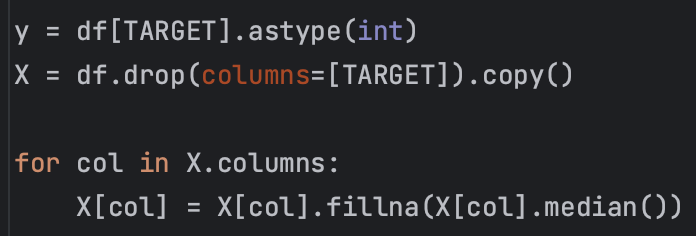 y = df[TARGET].astype(int)
X = df.drop(columns=[TARGET]).copy()
for col in X.columns:
    X[col] = X[col].fillna(X[col].median())